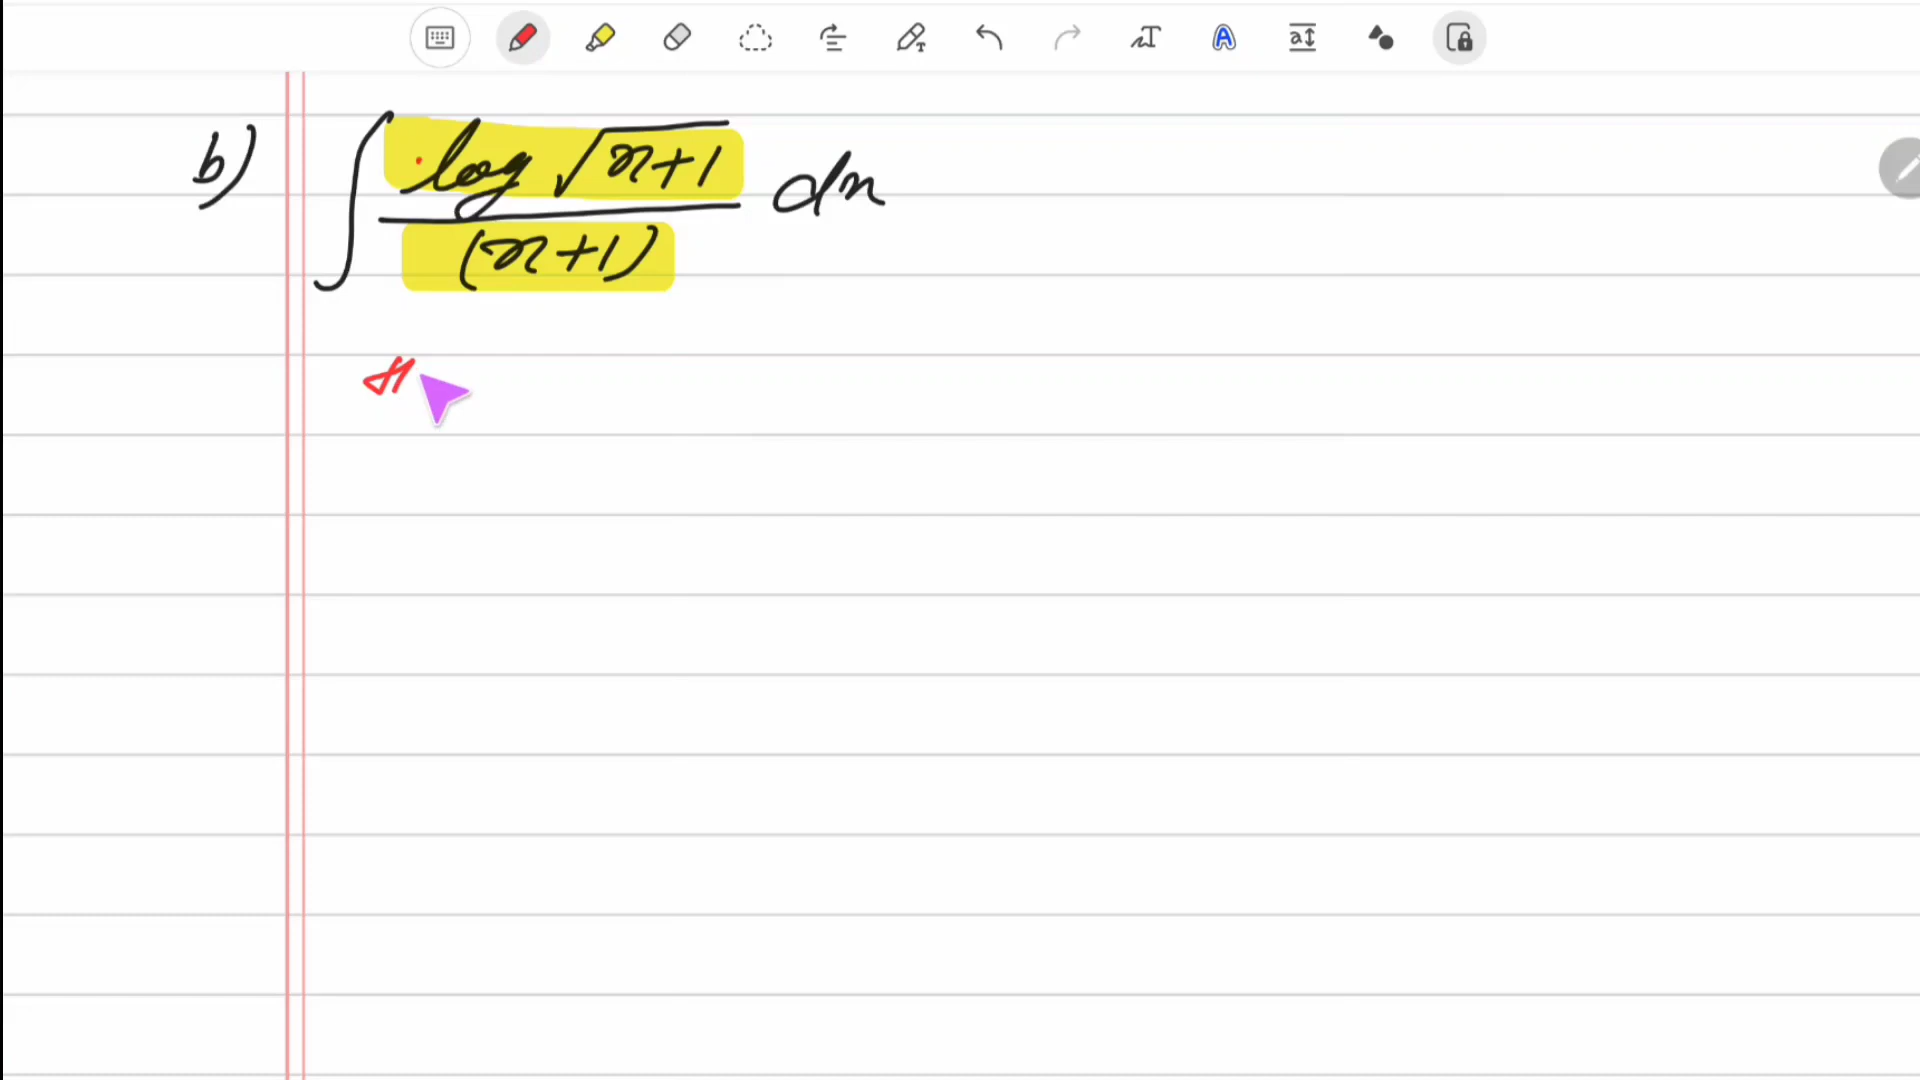 b) ∫ log √(x+1) / (x+1) dx